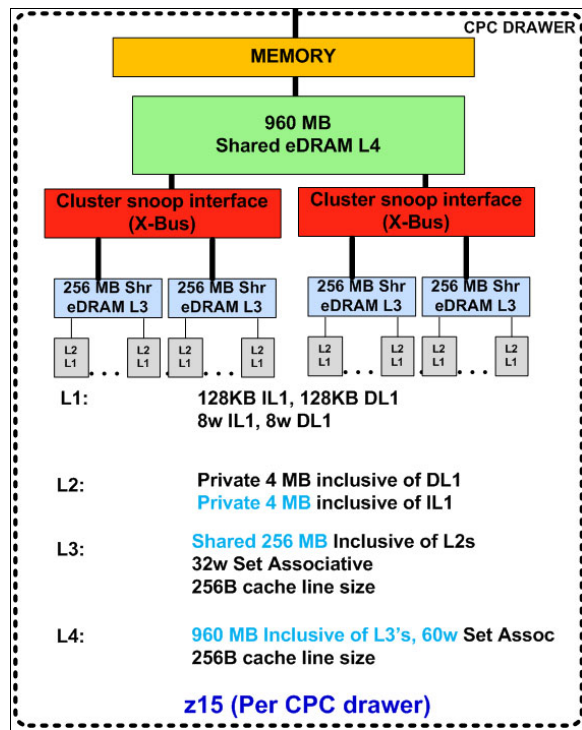 CPC DRAWER
MEMORY
960 MB
Shared eDRAM L4
Cluster snoop interface
(X-Bus)
Cluster snoop interface
(X-Bus)
256 MB Shr
eDRAM L3
256 MB Shr
eDRAM L3
256 MB Shr
eDRAM L3
256 MB Shr
eDRAM L3
L2
L1
...
L2
L1
L2
L1
...
L2
L1
L2
L1
...
L2
L1
L2
L1
...
L2
L1
L1:
128KB IL1, 128KB DL1
8w IL1, 8w DL1
L2:
Private 4 MB inclusive of DL1
Private 4 MB inclusive of IL1
L3:
Shared 256 MB Inclusive of L2s
32w Set Associative
256B cache line size
L4:
960 MB Inclusive of L3's, 60w Set Assoc
256B cache line size
z15 (Per CPC drawer)